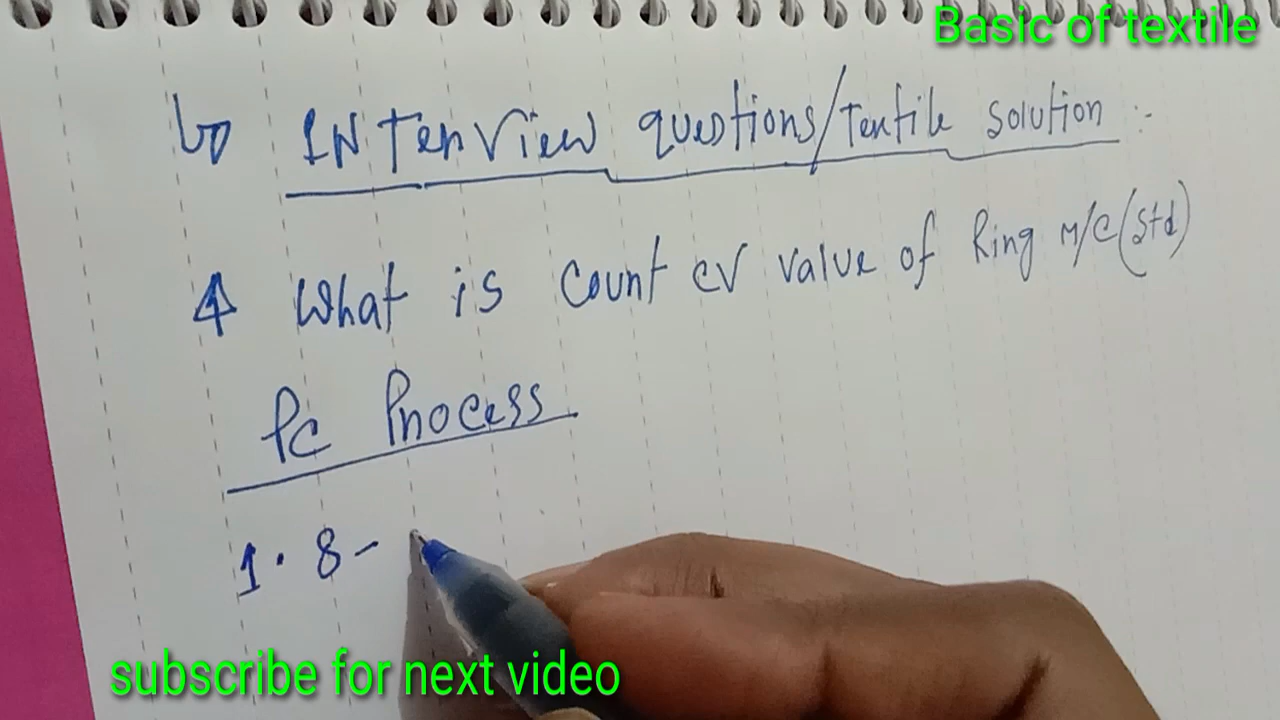 Basic of textile
INTERView questions/Textile solution :-
What is Count CV value of Ring M/C (Std)
PC Process
1.8-
subscribe for next video